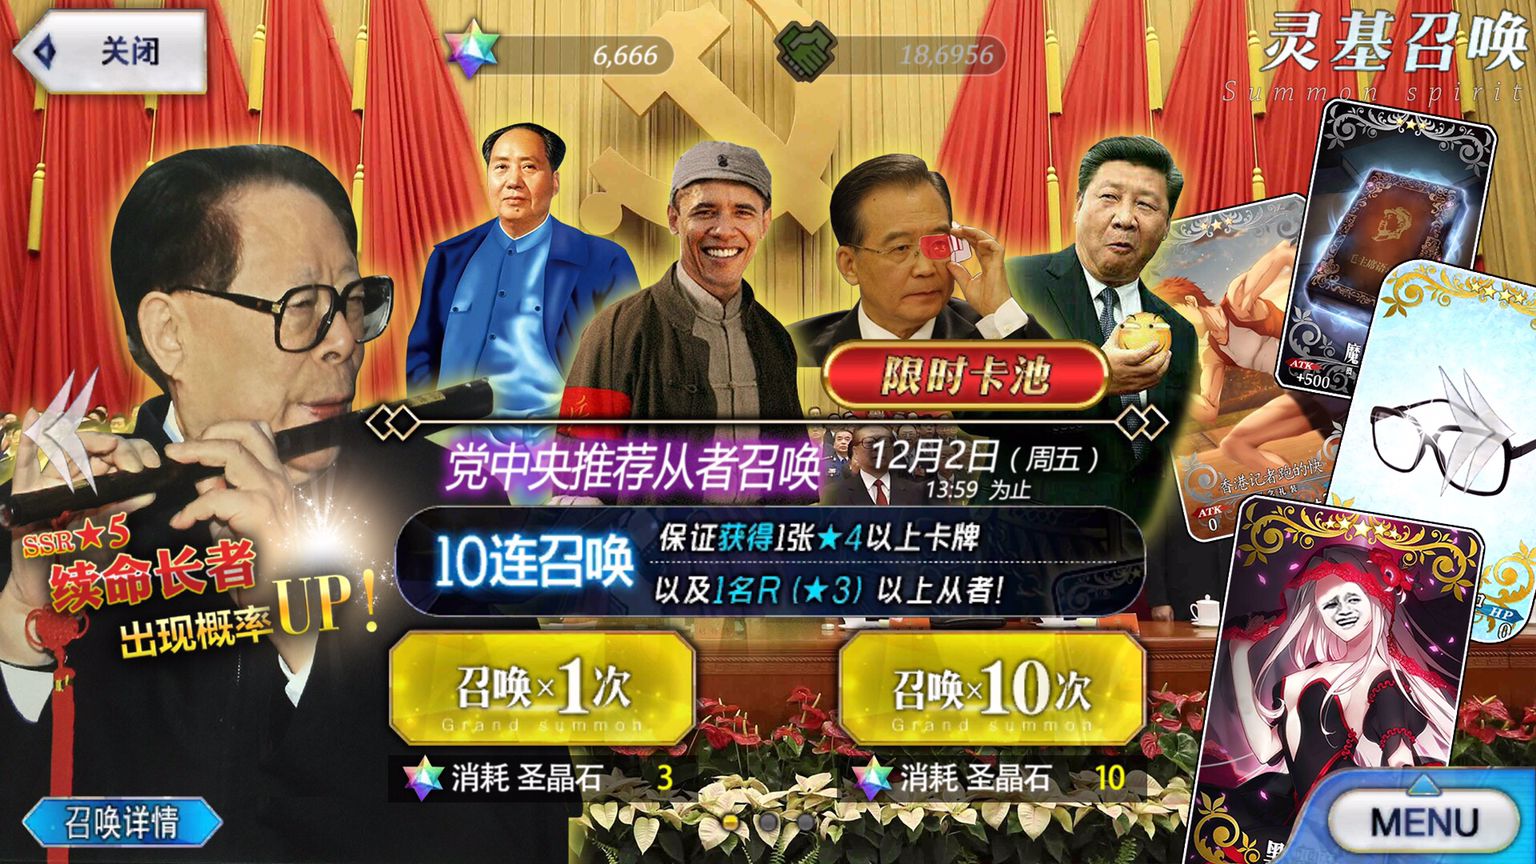 关闭
6,666
18,6956
灵基召唤
Summon spirit
限时卡池
党中央推荐从者召唤
12月2日（周五）
13:59 为止
SSR★5
续命长者
出现概率UP！
10连召唤
保证获得1张★4以上卡牌
以及1名R（★3）以上从者！
召唤×1次
Grand summon
召唤×10次
Grand summon
消耗 圣晶石 3
消耗 圣晶石 10
召唤详情
MENU
ATK
+500
香港记者跑的快
ATK
0
HP